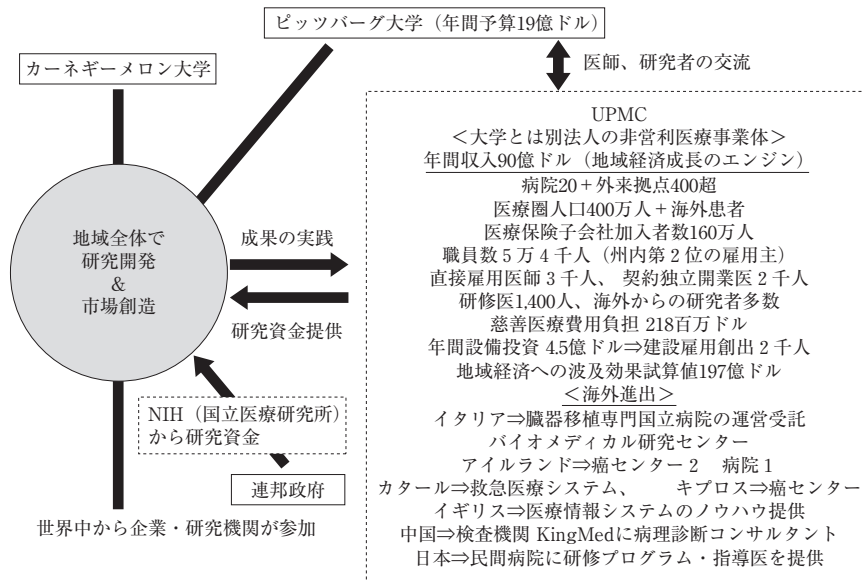 ピッツバーグ大学(年間予算19億ドル)
カーネギーメロン大学
医師、研究者の交流
地域全体で
研究開発
&
市場創造
成果の実践
研究資金提供
NIH(国立医療研究所)
から研究資金
連邦政府
世界中から企業・研究機関が参加
UPMC
<大学とは別法人の非営利医療事業体>
年間収入90億ドル(地域経済成長のエンジン)
病院20+外来拠点400超
医療圏人口400万人+海外患者
医療保険子会社加入者数160万人
職員数5万4千人(州内第2位の雇用主)
直接雇用医師3千人、 契約独立開業医2千人
研修医1,400人、海外からの研究者多数
慈善医療費用負担 218百万ドル
年間設備投資 4.5億ドル⇒建設雇用創出2千人
地域経済への波及効果試算値197億ドル
<海外進出>
イタリア⇒臓器移植専門国立病院の運営受託
バイオメディカル研究センター
アイルランド⇒癌センター2 病院1
カタール⇒救急医療システム、 キプロス⇒癌センター
イギリス⇒医療情報システムのノウハウ提供
中国⇒検査機関 KingMedに病理診断コンサルタント
日本⇒民間病院に研修プログラム・指導医を提供